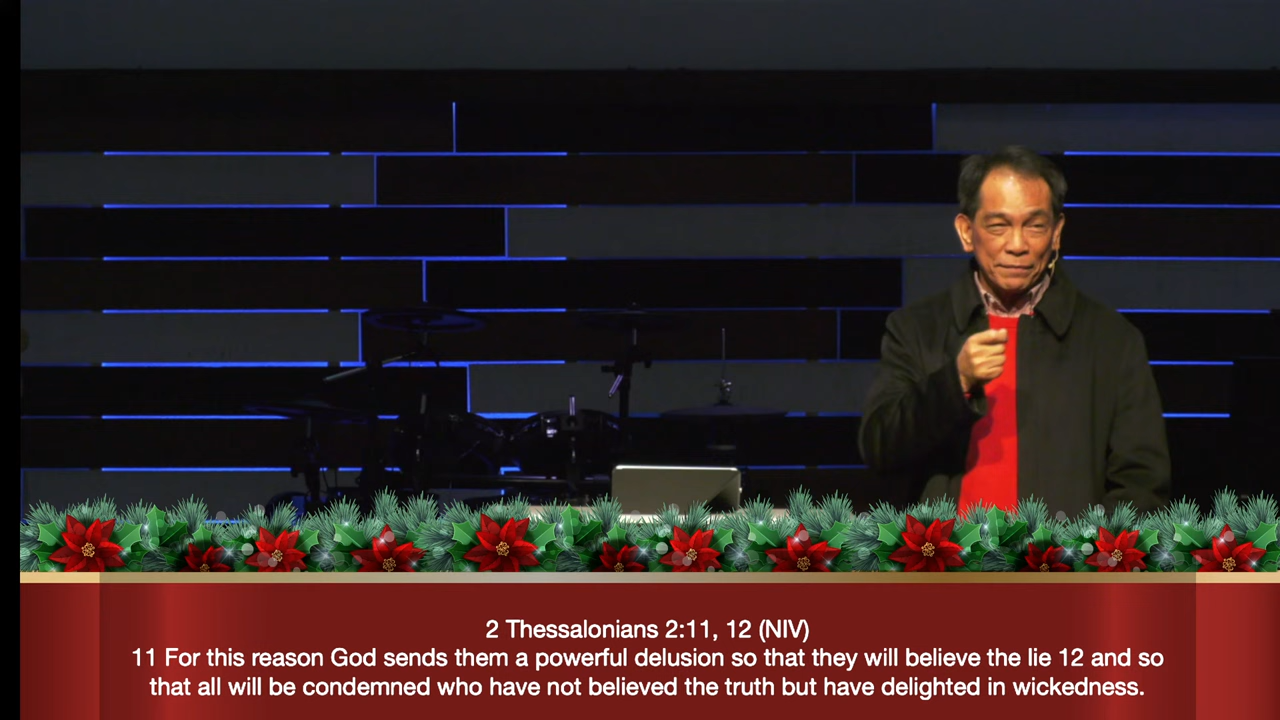 2 Thessalonians 2:11, 12 (NIV)
11 For this reason God sends them a powerful delusion so that they will believe the lie 12 and so
that all will be condemned who have not believed the truth but have delighted in wickedness.